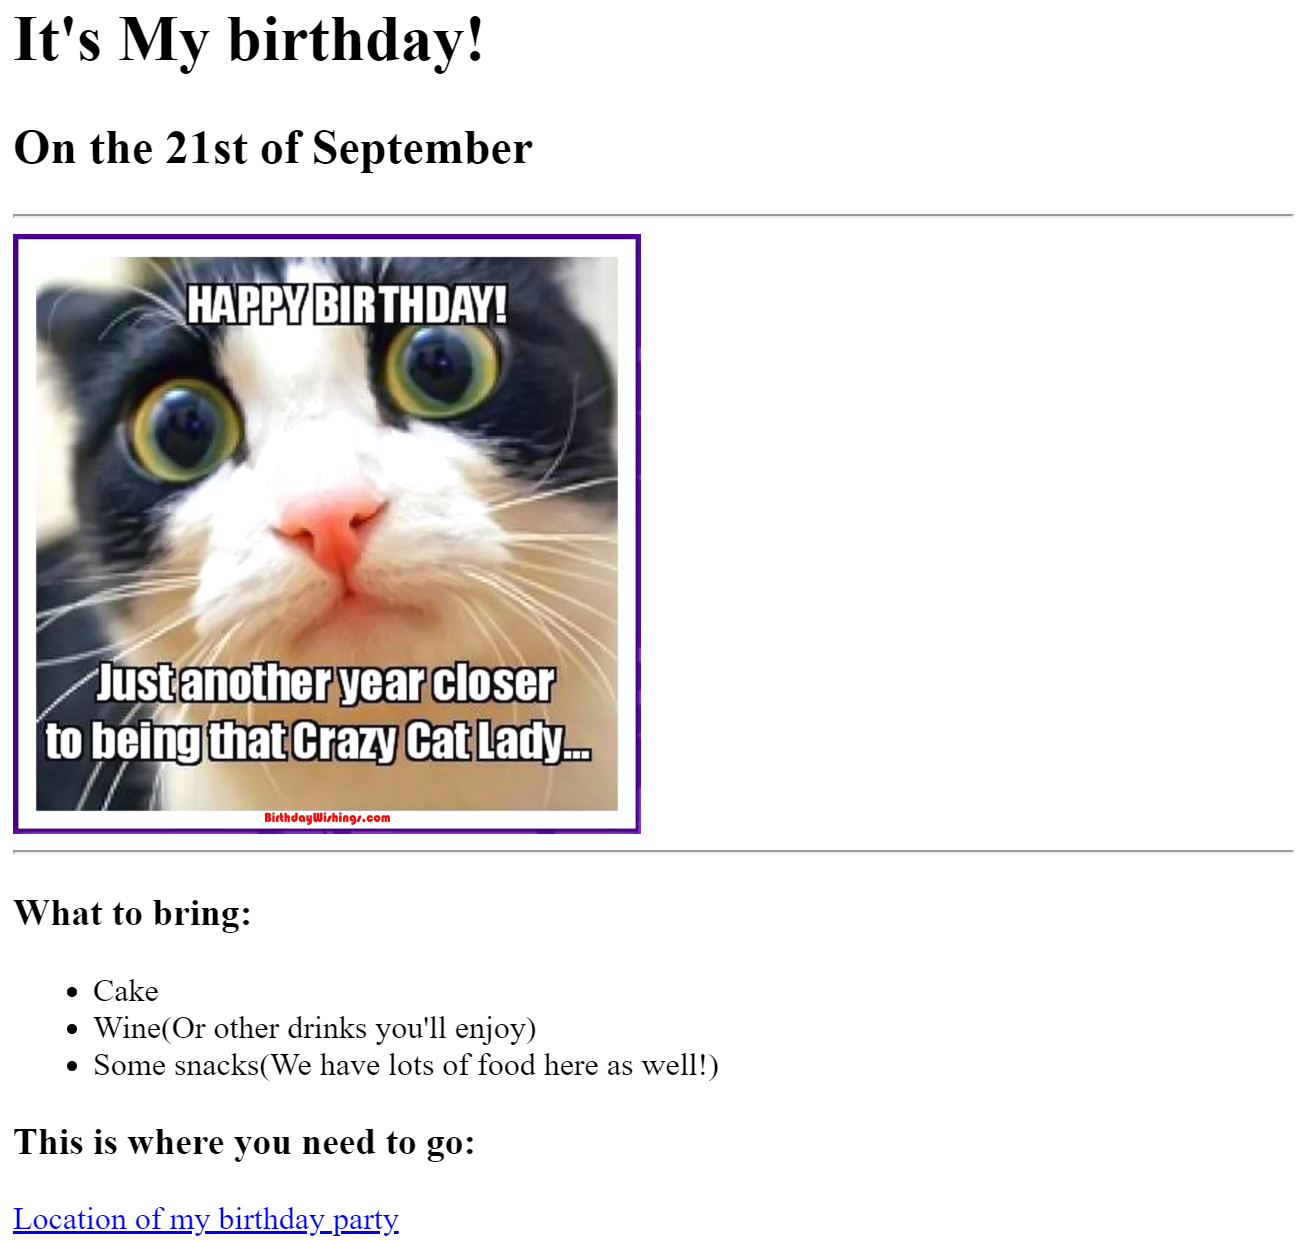 It's My birthday!
On the 21st of September
HAPPY BIRTHDAY!
Just another year closer
to being that Crazy Cat Lady...
BirthdayWishings.com
What to bring:
Cake
Wine(Or other drinks you'll enjoy)
Some snacks(We have lots of food here as well!)
This is where you need to go:
Location of my birthday party